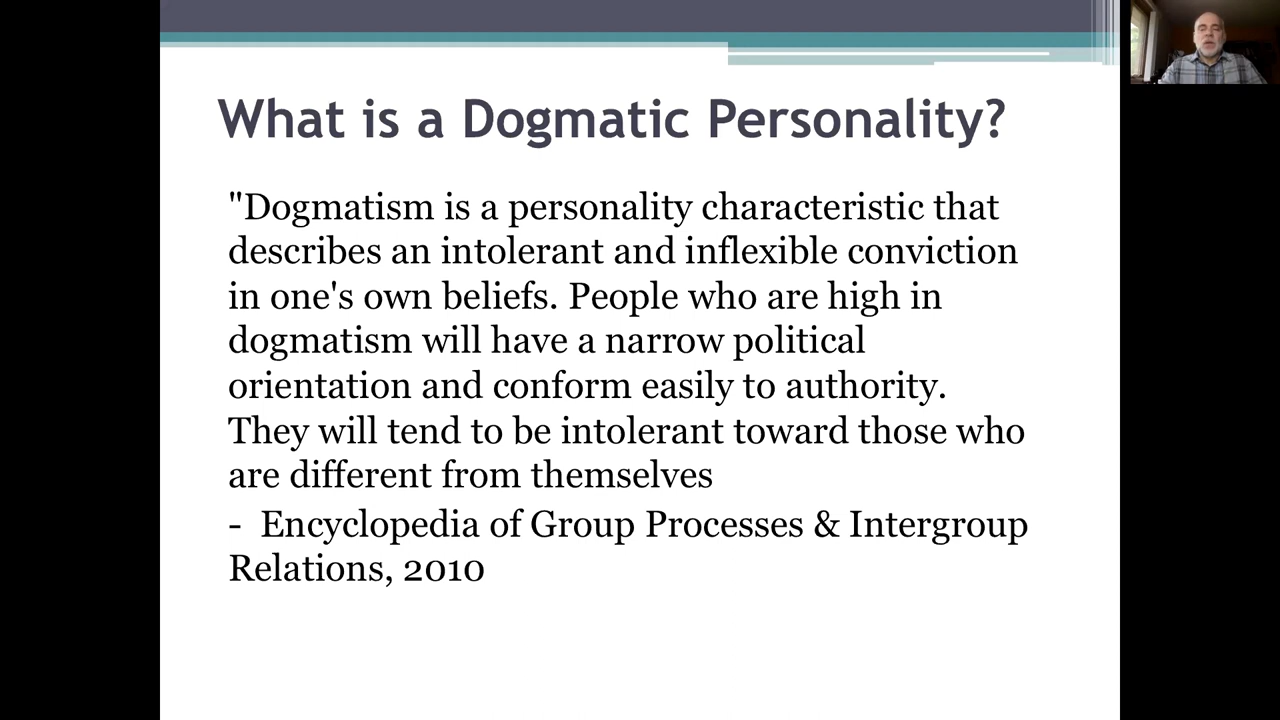 What is a Dogmatic Personality?
"Dogmatism is a personality characteristic that
describes an intolerant and inflexible conviction
in one's own beliefs. People who are high in
dogmatism will have a narrow political
orientation and conform easily to authority.
They will tend to be intolerant toward those who
are different from themselves
- Encyclopedia of Group Processes & Intergroup
Relations, 2010